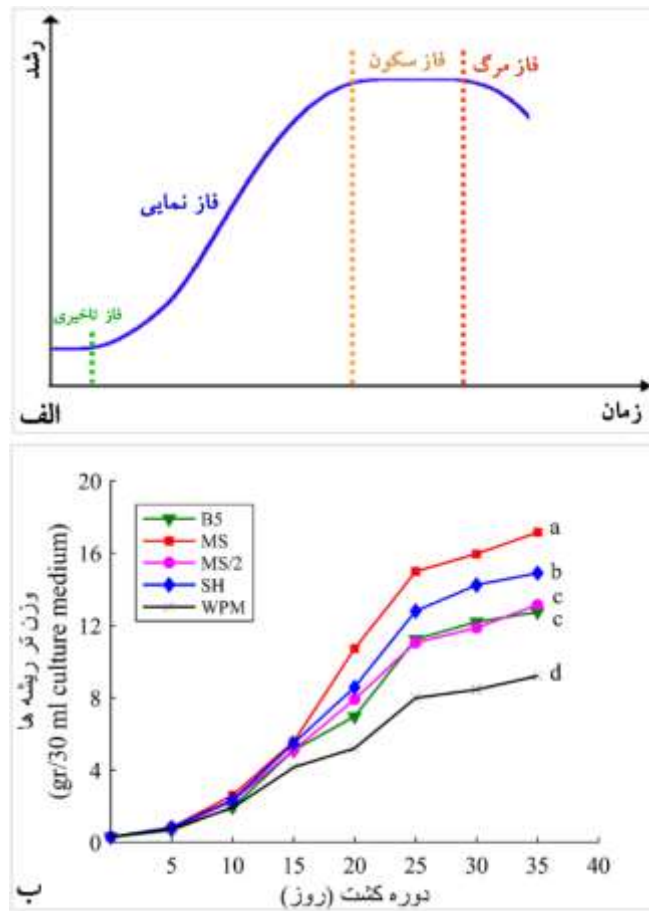 رشد
فاز سکون
فاز مرگ
فاز نمایی
فاز تاخیری
الف
زمان
20
16
12
8
4
0
وزن تر ریشه ها
(gr/30 ml culture medium)
B5
MS
MS/2
SH
WPM
a
b
c
c
d
5
10
15
20
25
30
35
40
ب
دوره کشت (روز)